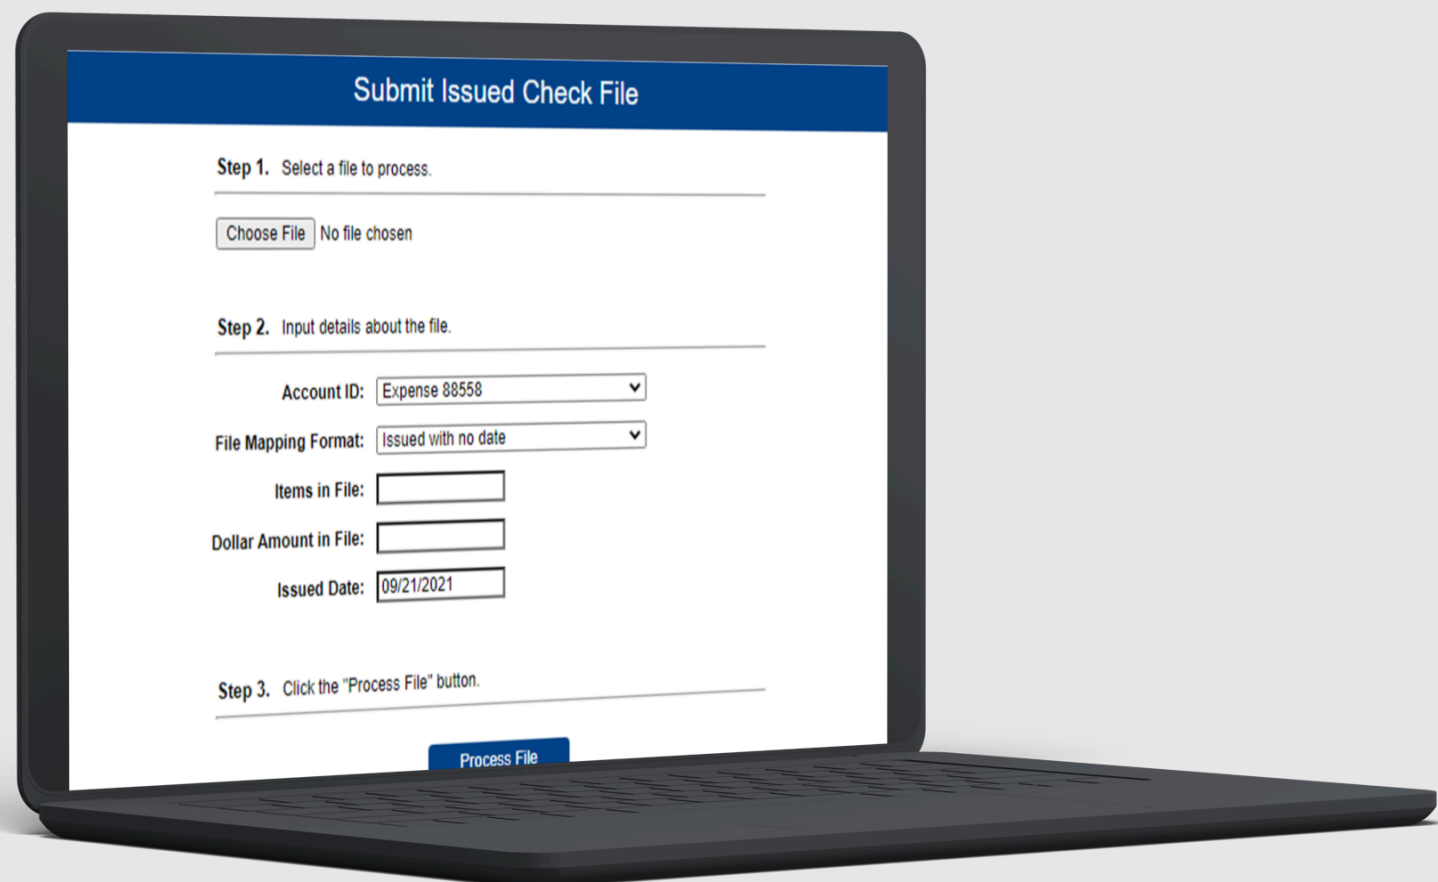 Submit Issued Check File
Step 1. Select a file to process.
Choose File No file chosen
Step 2. Input details about the file.
Account ID: Expense 88558
File Mapping Format: Issued with no date
Items in File:
Dollar Amount in File:
Issued Date: 09/21/2021
Step 3. Click the "Process File" button.
Process File